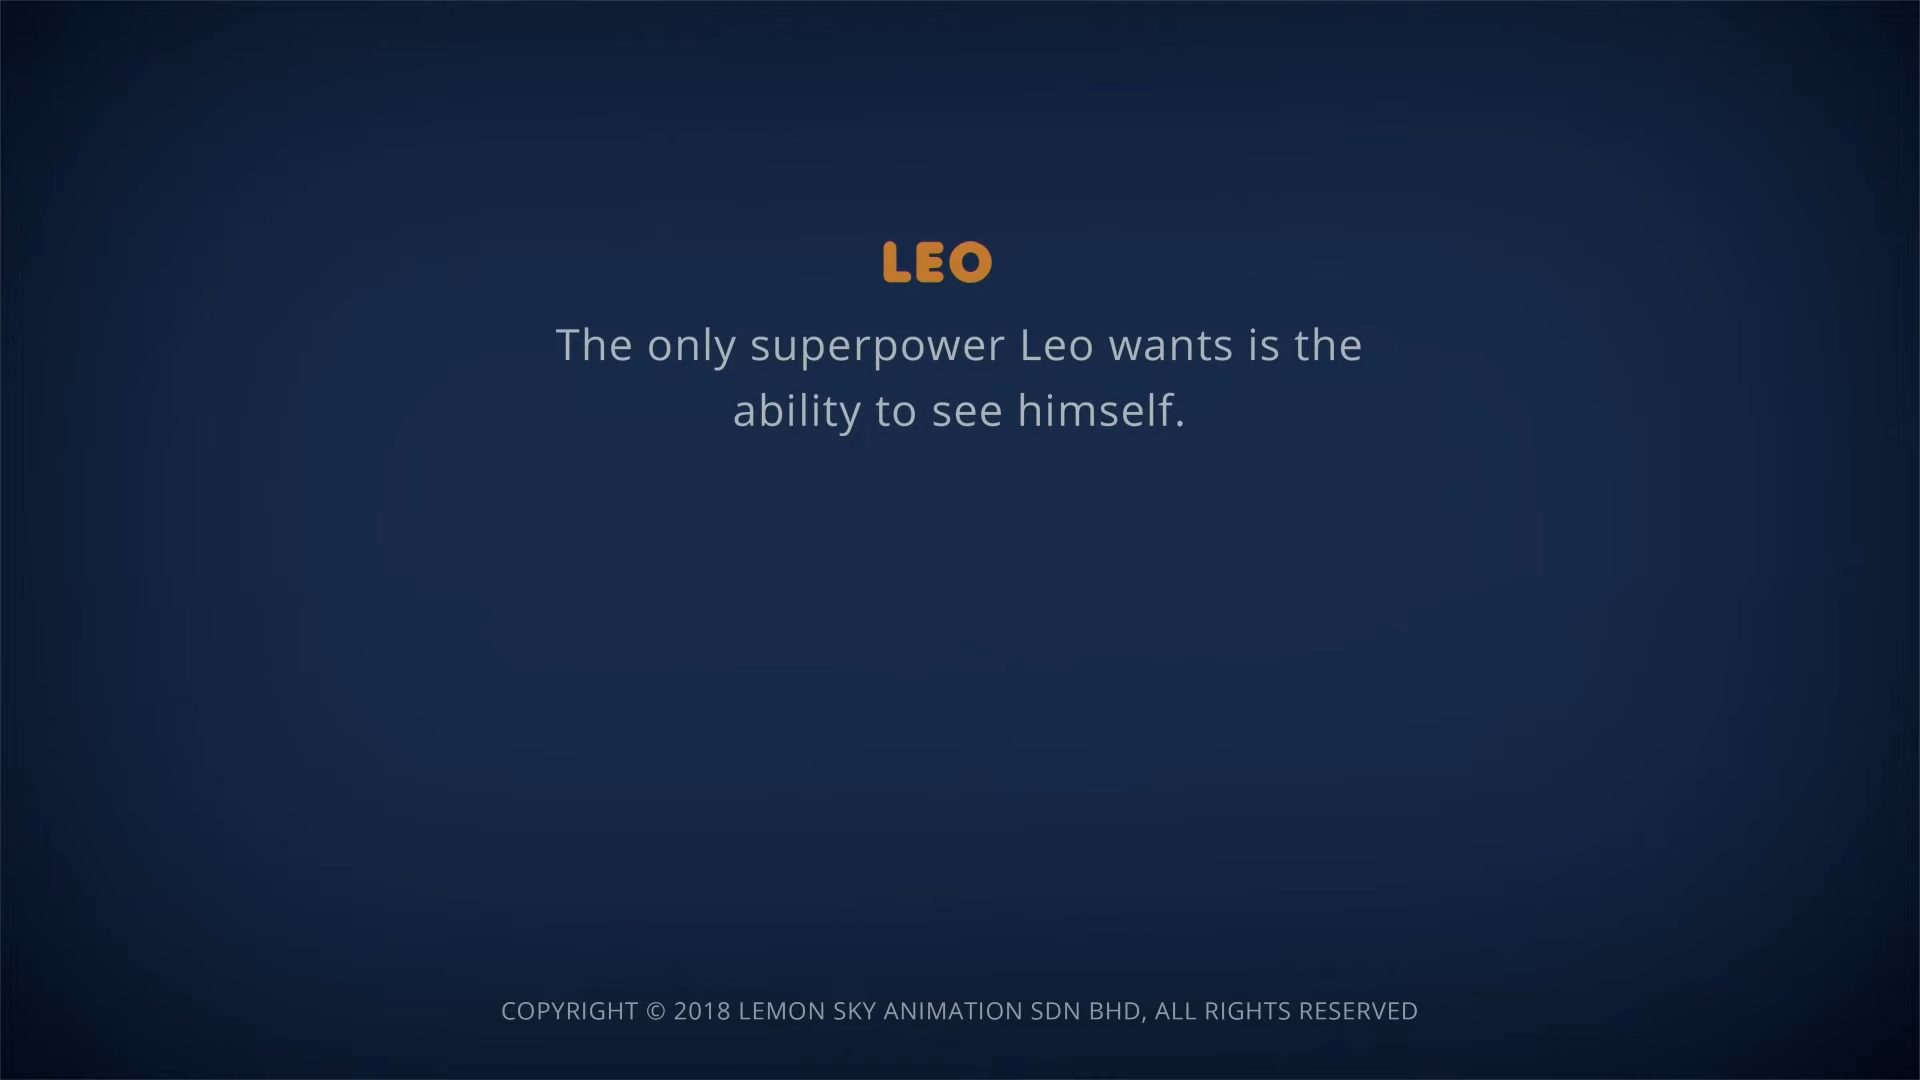 LEO
The only superpower Leo wants is the
ability to see himself.
COPYRIGHT © 2018 LEMON SKY ANIMATION SDN BHD, ALL RIGHTS RESERVED